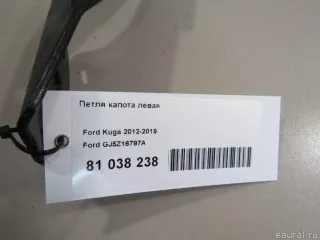 Петля капота левая
Ford Kuga 2012-2019
Ford GJ5Z16797A
81 038 238
© eaural.ru